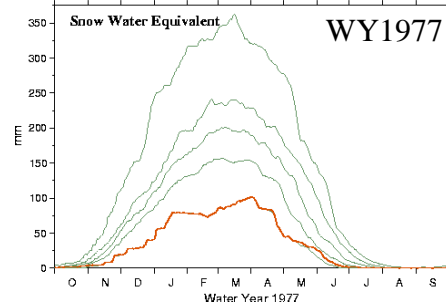 Snow Water Equivalent
WY1977
350
300
250
200
150
100
50
0
mm
O N D J F M A M J J A S
Water Year 1977